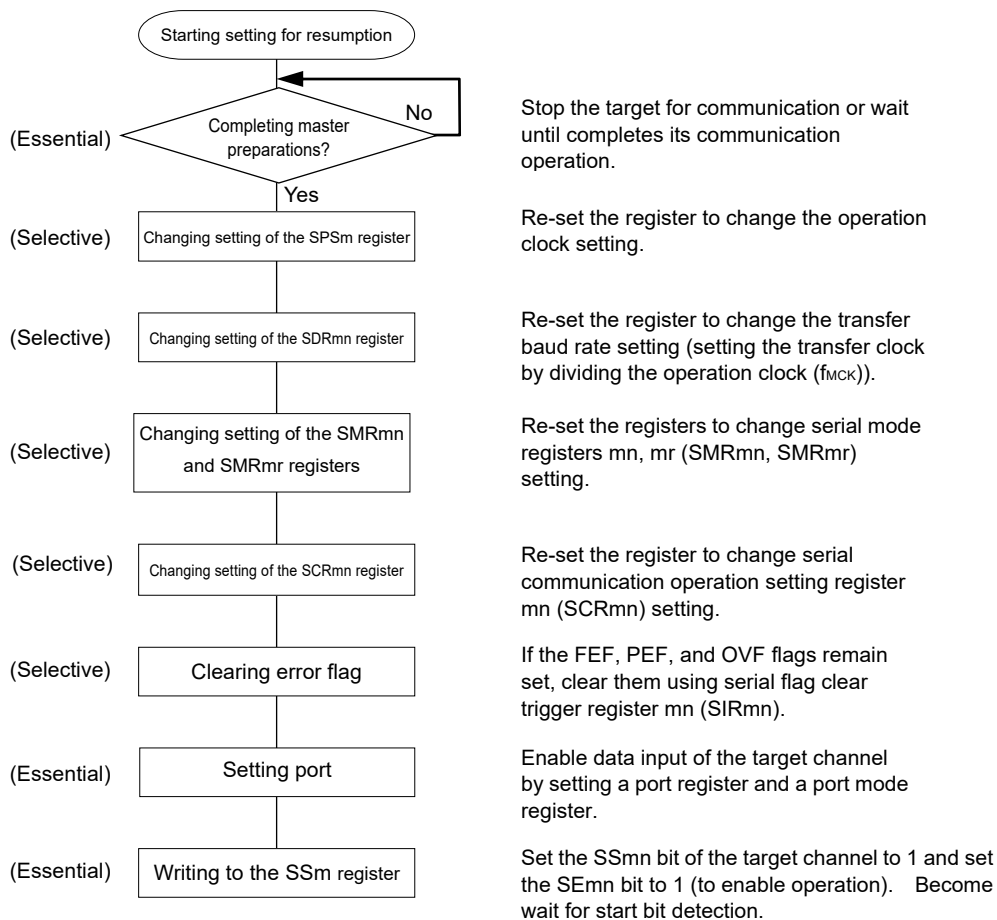 Starting setting for resumption
(Essential)
Completing master
preparations?
No
Yes
Stop the target for communication or wait
until completes its communication
operation.
(Selective)
Changing setting of the SPSm register
Re-set the register to change the operation
clock setting.
(Selective)
Changing setting of the SDRmn register
Re-set the register to change the transfer
baud rate setting (setting the transfer clock
by dividing the operation clock (fMCK)).
(Selective)
Changing setting of the SMRmn
and SMRmr registers
Re-set the registers to change serial mode
registers mn, mr (SMRmn, SMRmr)
setting.
(Selective)
Changing setting of the SCRmn register
Re-set the register to change serial
communication operation setting register
mn (SCRmn) setting.
(Selective)
Clearing error flag
If the FEF, PEF, and OVF flags remain
set, clear them using serial flag clear
trigger register mn (SIRmn).
(Essential)
Setting port
Enable data input of the target channel
by setting a port register and a port mode
register.
(Essential)
Writing to the SSm register
Set the SSmn bit of the target channel to 1 and set
the SEmn bit to 1 (to enable operation). Become
wait for start bit detection.